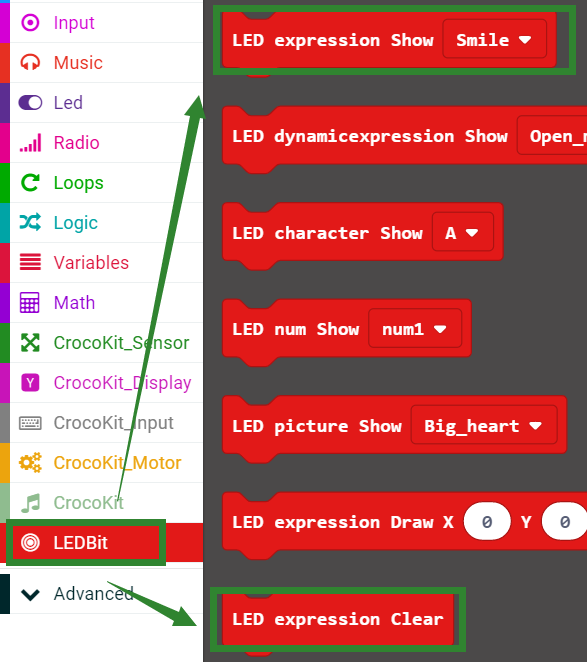 Input
Music
Led
Radio
Loops
Logic
Variables
Math
CrocoKit_Sensor
CrocoKit_Display
Y
CrocoKit_Input
CrocoKit_Motor
CrocoKit
LEDBit
Advanced
LED expression Show Smile
LED dynamicexpression Show
LED character Show A
LED num Show num1
LED picture Show Big_heart
LED expression Draw X 0 Y 0
LED expression Clear